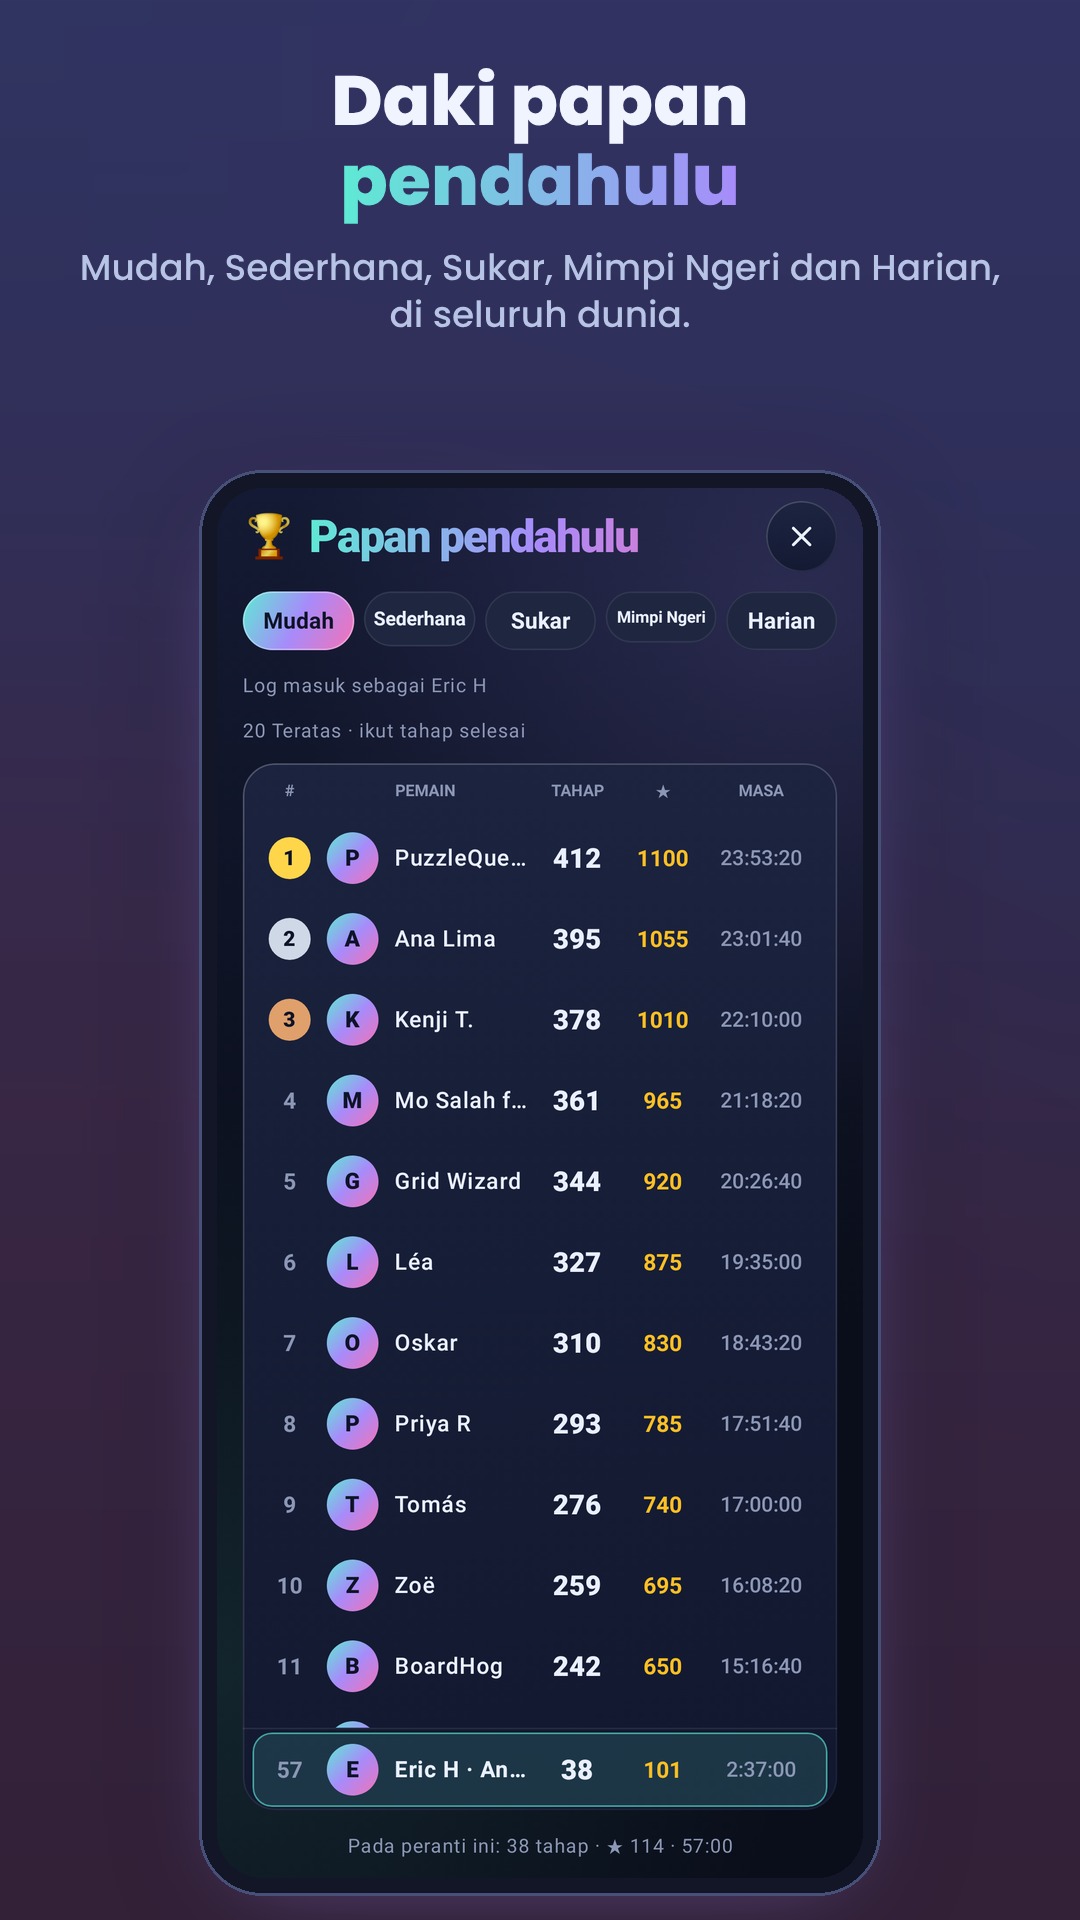 Daki papan
pendahulu
Mudah, Sederhana, Sukar, Mimpi Ngeri dan Harian,
di seluruh dunia.
🏆 Papan pendahulu ✕
Mudah Sederhana Sukar Mimpi Ngeri Harian
Log masuk sebagai Eric H
20 Teratas · ikut tahap selesai
# PEMAIN TAHAP ★ MASA
1 P PuzzleQue... 412 1100 23:53:20
2 A Ana Lima 395 1055 23:01:40
3 K Kenji T. 378 1010 22:10:00
4 M Mo Salah f... 361 965 21:18:20
5 G Grid Wizard 344 920 20:26:40
6 L Léa 327 875 19:35:00
7 O Oskar 310 830 18:43:20
8 P Priya R 293 785 17:51:40
9 T Tomás 276 740 17:00:00
10 Z Zoë 259 695 16:08:20
11 B BoardHog 242 650 15:16:40
57 E Eric H · An... 38 101 2:37:00
Pada peranti ini: 38 tahap · ★ 114 · 57:00